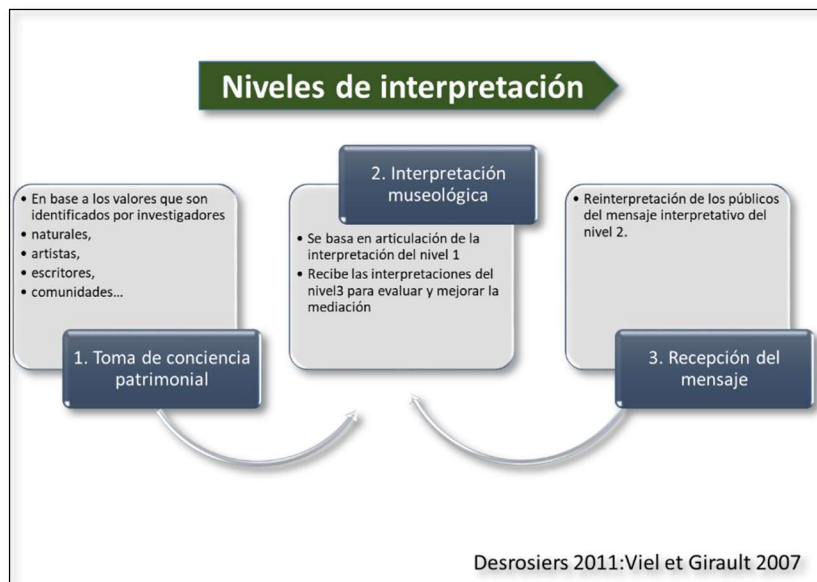 Niveles de interpretación
• En base a los valores que son
identificados por investigadores
• naturales,
• artistas,
• escritores,
• comunidades...
1. Toma de conciencia
patrimonial
2. Interpretación
museológica
• Se basa en articulación de la
interpretación del nivel 1
• Recibe las interpretaciones del
nivel3 para evaluar y mejorar la
mediación
• Reinterpretación de los públicos
del mensaje interpretativo del
nivel 2.
3. Recepción del
mensaje
Desrosiers 2011:Viel et Girault 2007